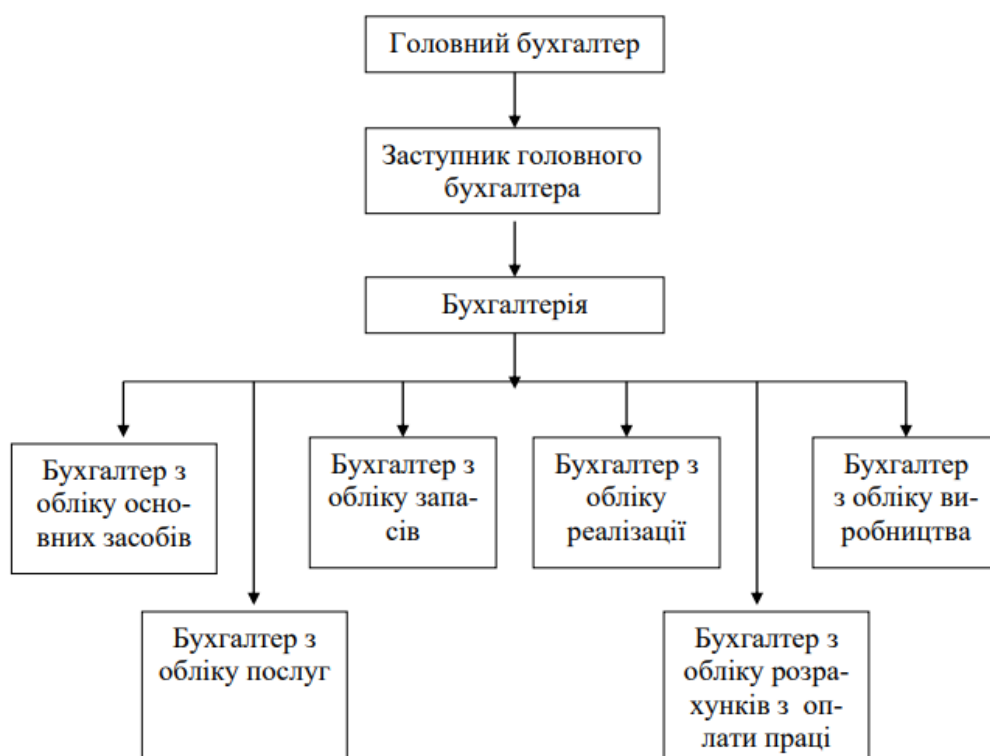 Головний бухгалтер
Заступник головного
бухгалтера
Бухгалтерія
Бухгалтер з
обліку осно-
вних засобів
Бухгалтер з
обліку запа-
сів
Бухгалтер з
обліку
реалізації
Бухгалтер
з обліку ви-
робництва
Бухгалтер з
обліку послуг
Бухгалтер з
обліку розра-
хунків з оп-
лати праці